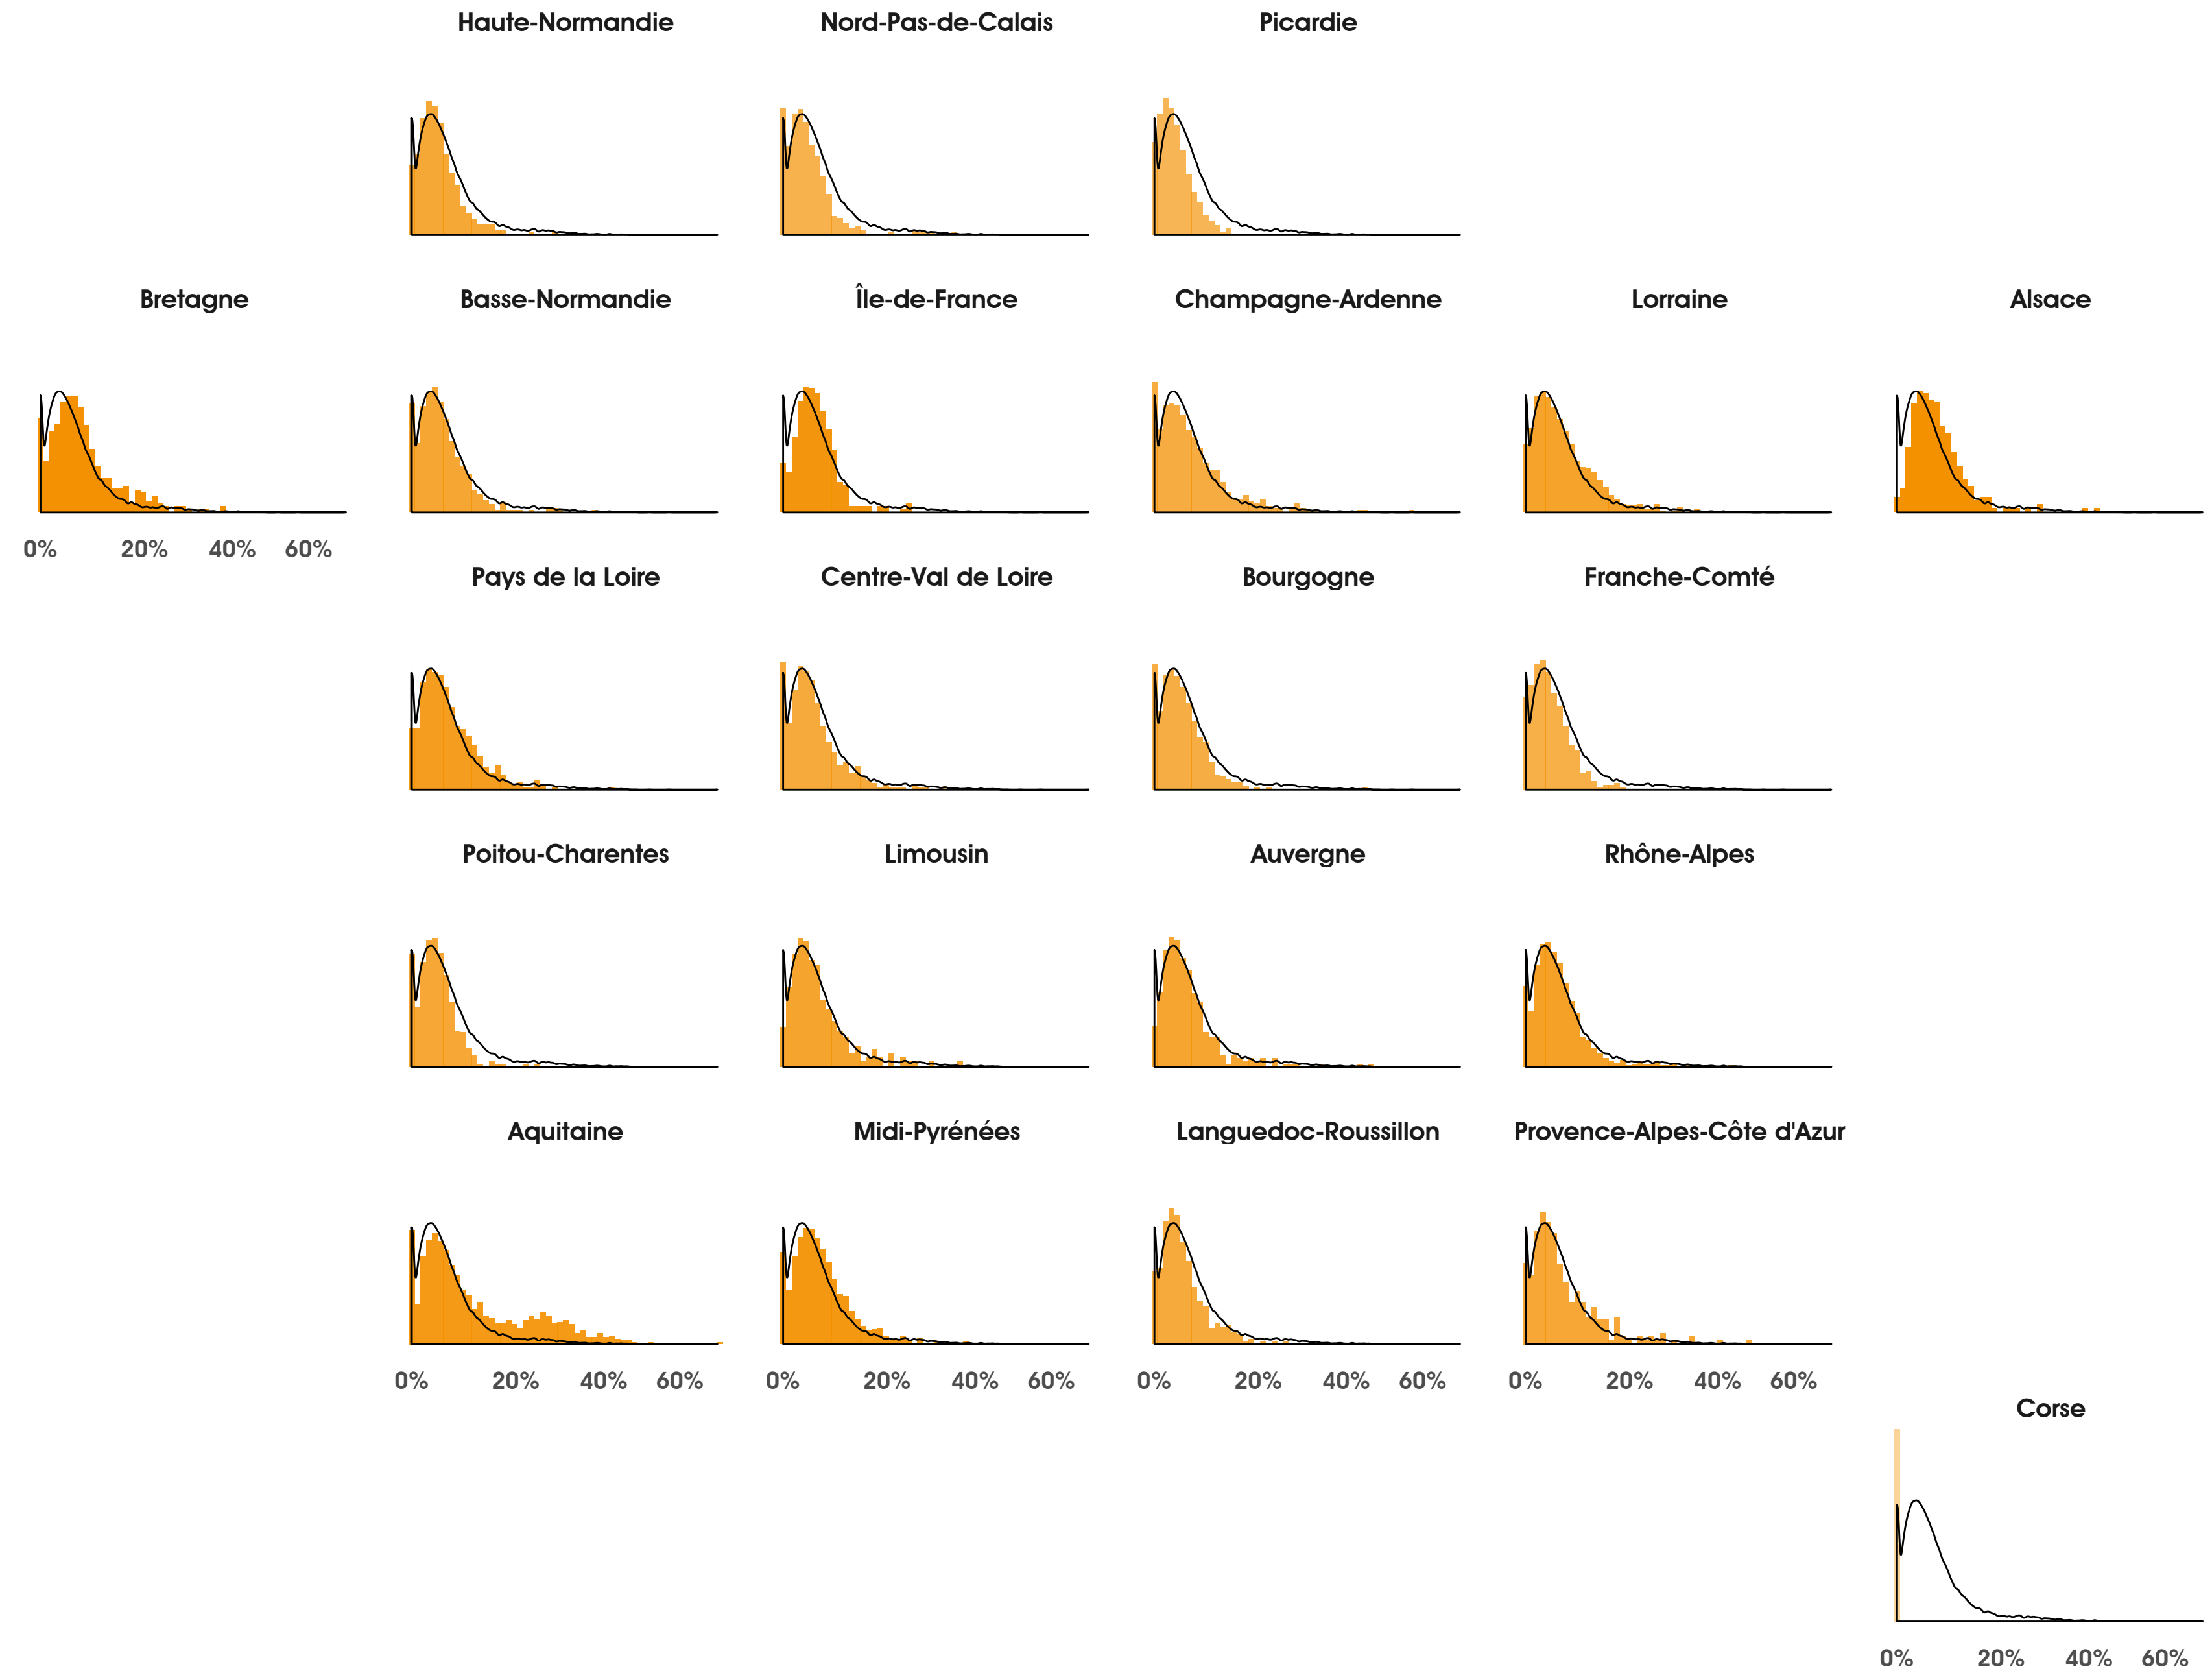 Haute-Normandie
Nord-Pas-de-Calais
Picardie
Bretagne
Basse-Normandie
Île-de-France
Champagne-Ardenne
Lorraine
Alsace
0% 20% 40% 60%
Pays de la Loire
Centre-Val de Loire
Bourgogne
Franche-Comté
Poitou-Charentes
Limousin
Auvergne
Rhône-Alpes
Aquitaine
Midi-Pyrénées
Languedoc-Roussillon
Provence-Alpes-Côte d'Azur
0% 20% 40% 60%
0% 20% 40% 60%
0% 20% 40% 60%
0% 20% 40% 60%
Corse
0% 20% 40% 60%